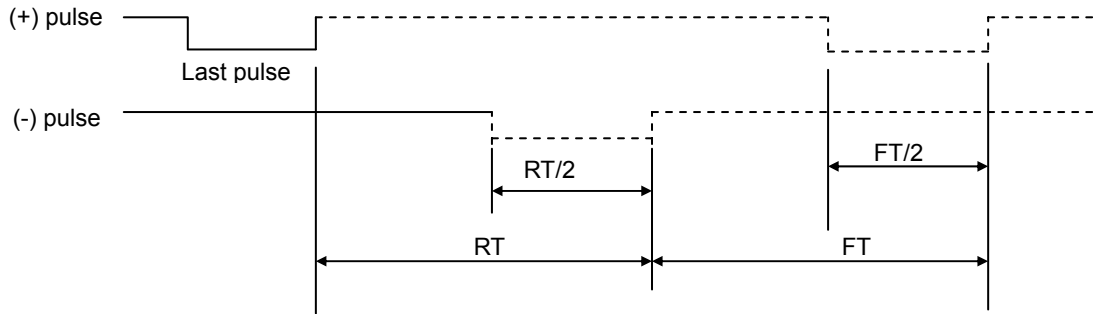 (+) pulse
Last pulse
(-) pulse
RT/2
FT/2
RT
FT